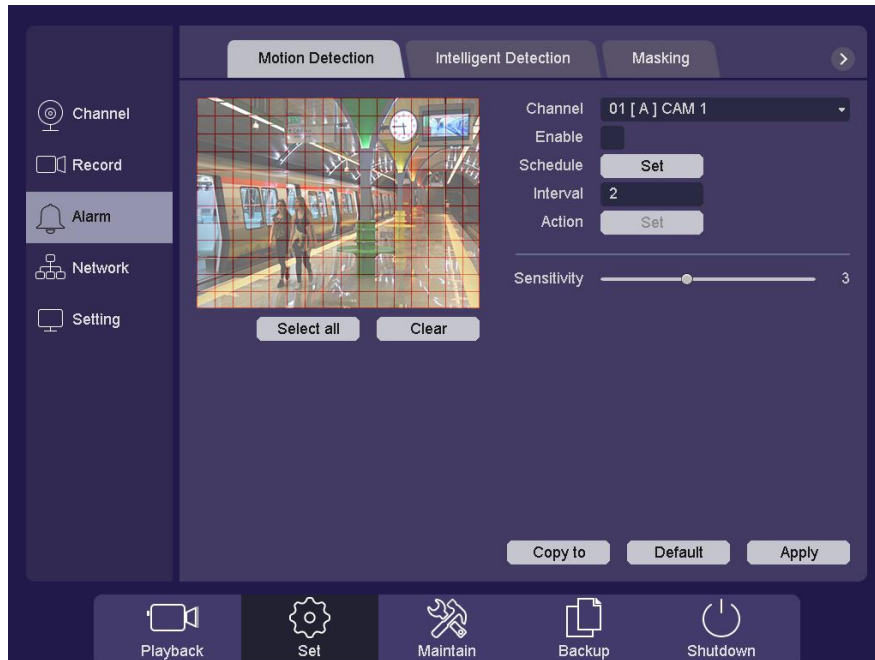 Motion Detection
Intelligent Detection
Masking
Channel
Record
Alarm
Network
Setting
Channel 01 [ A ] CAM 1
Enable
Schedule Set
Interval 2
Action Set
Sensitivity 3
Select all
Clear
Copy to
Default
Apply
Playback
Set
Maintain
Backup
Shutdown